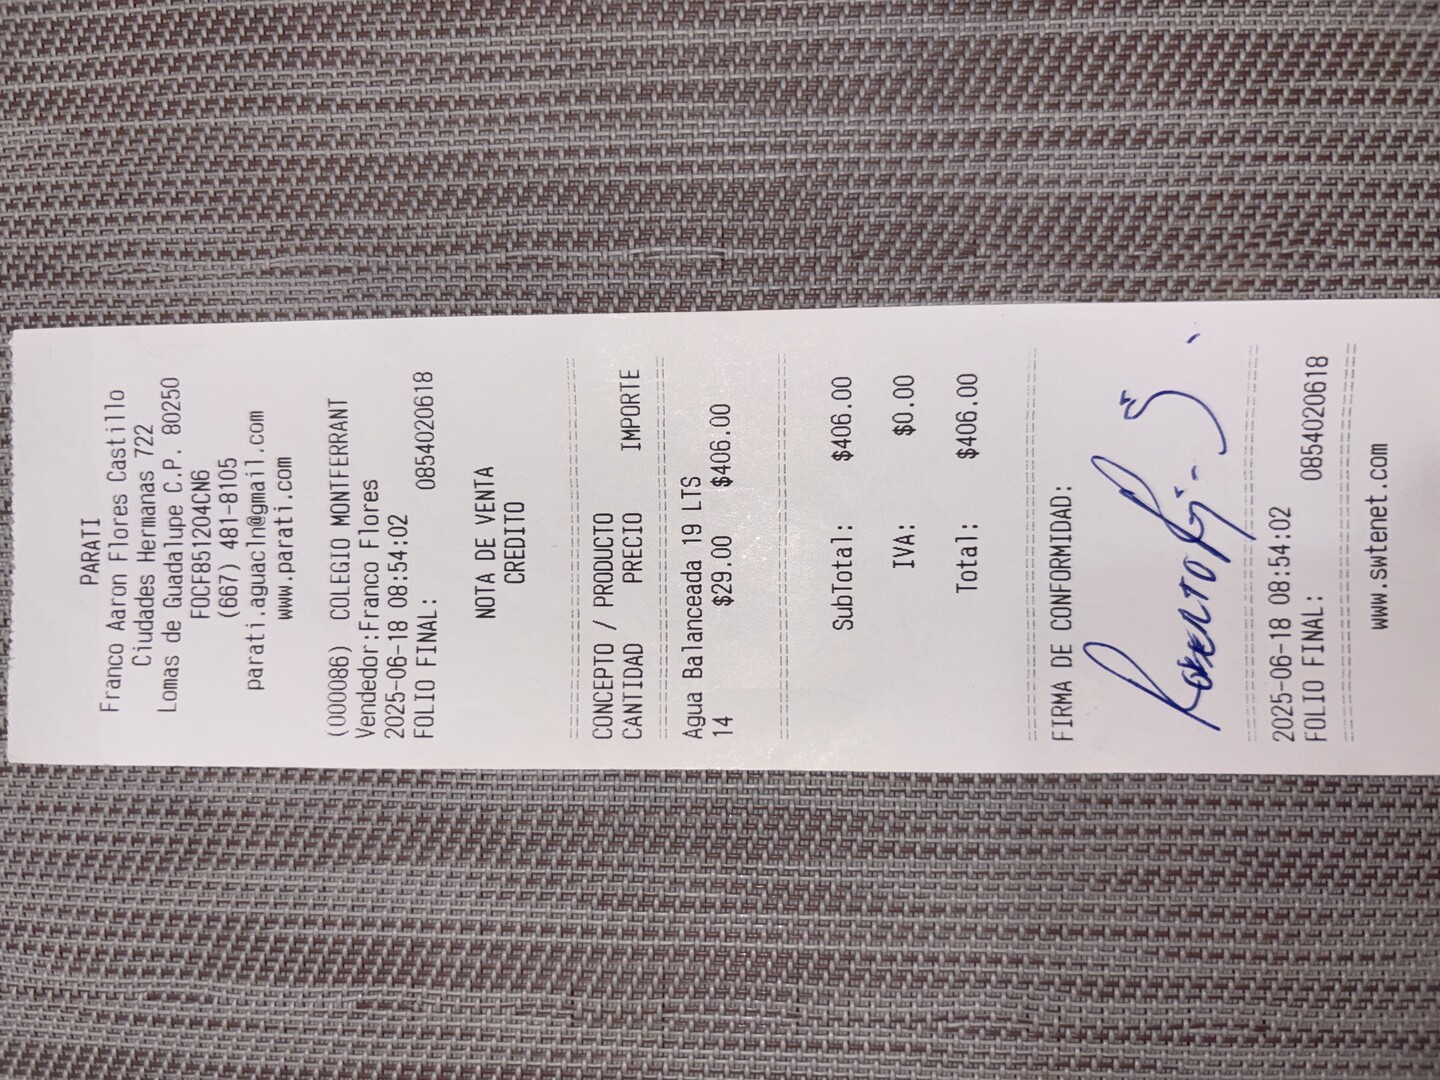 PARATI
Franco Aaron Flores Castillo
Ciudades Hermanas 722
Lomas de Guadalupe C.P. 80250
FOCF851204CN6
(667) 481-8105
parati.aguacln@gmail.com
www.parati.com
(000086) COLEGIO MONTFERRANT
Vendedor:Franco Flores
2025-06-18 08:54:02
FOLIO FINAL: 0854020618
NOTA DE VENTA
CREDITO
CONCEPTO / PRODUCTO
CANTIDAD PRECIO IMPORTE
Agua Balanceada 19 LTS
14 $29.00 $406.00
SubTotal: $406.00
IVA: $0.00
Total: $406.00
FIRMA DE CONFORMIDAD:
Roberto
2025-06-18 08:54:02
FOLIO FINAL: 0854020618
www.swtenet.com